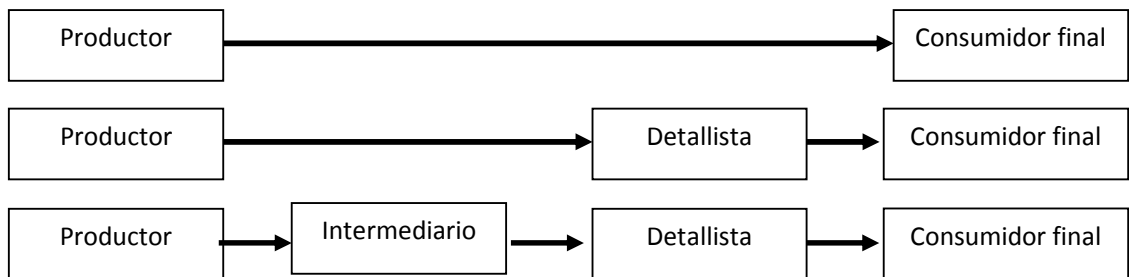 Productor Consumidor final
Productor Detallista Consumidor final
Productor Intermediario Detallista Consumidor final